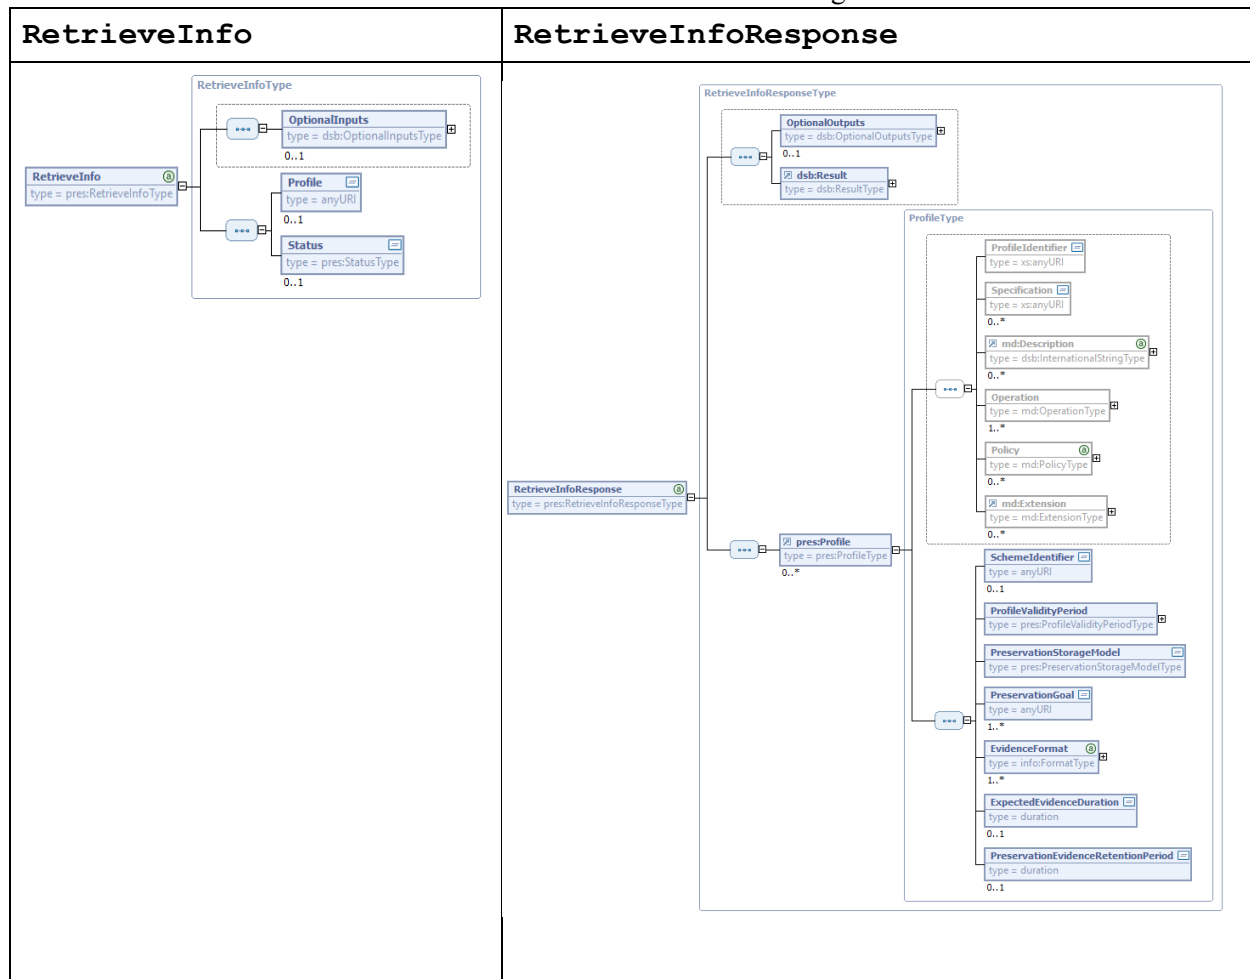 RetrieveInfo
RetrieveInfoResponse
RetrieveInfoType
OptionalInputs
type = dsb:OptionalInputsType
0..1
RetrieveInfo
type = pres:RetrieveInfoType
Profile
type = anyURI
0..1
Status
type = pres:StatusType
0..1
RetrieveInfoResponseType
OptionalOutputs
type = dsb:OptionalOutputsType
0..1
dsb:Result
type = dsb:ResultType
ProfileType
ProfileIdentifier
type = xs:anyURI
Specification
type = xs:anyURI
0..*
md:Description
type = dsb:InternationalStringType
0..*
Operation
type = md:OperationType
1..*
Policy
type = md:PolicyType
0..*
md:Extension
type = md:ExtensionType
0..*
RetrieveInfoResponse
type = pres:RetrieveInfoResponseType
pres:Profile
type = pres:ProfileType
0..*
SchemeIdentifier
type = anyURI
0..1
ProfileValidityPeriod
type = pres:ProfileValidityPeriodType
PreservationStorageModel
type = pres:PreservationStorageModelType
PreservationGoal
type = anyURI
1..*
EvidenceFormat
type = info:FormatType
1..*
ExpectedEvidenceDuration
type = duration
0..1
PreservationEvidenceRetentionPeriod
type = duration
0..1